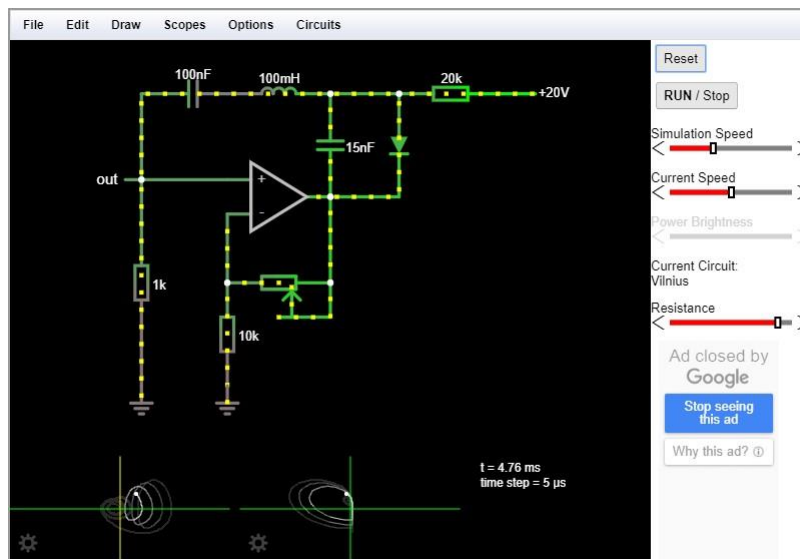 File Edit Draw Scopes Options Circuits
Reset
RUN / Stop
Simulation Speed
Current Speed
Power Brightness
Current Circuit:
Vilnius
Resistance
Ad closed by
Google
Stop seeing
this ad
Why this ad?
100nF
100mH
20k
+20V
15nF
out
+
-
1k
10k
t = 4.76 ms
time step = 5 µs